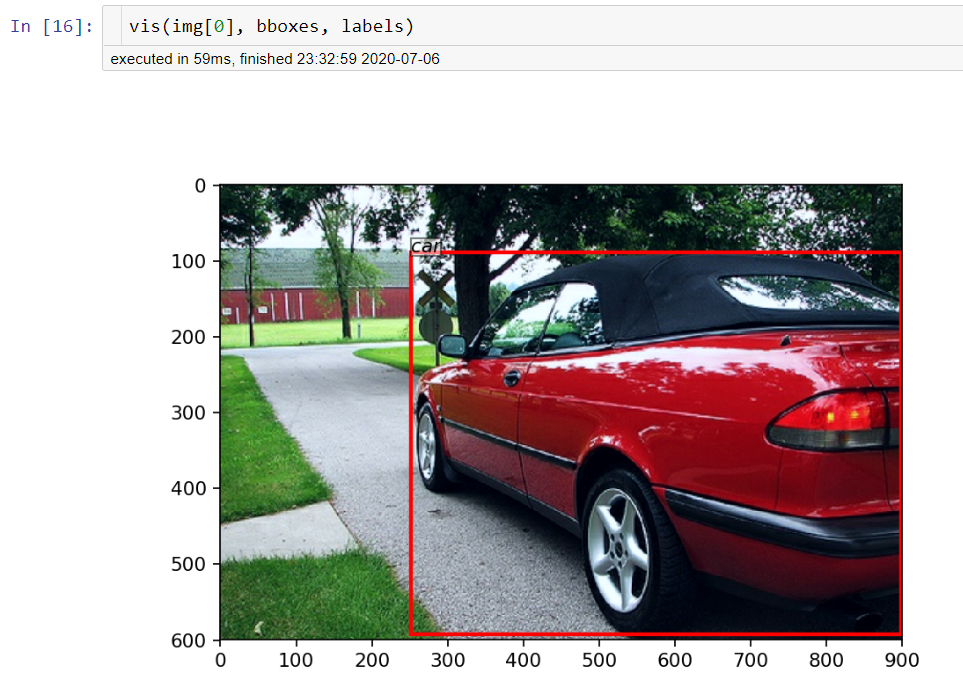 In [16]: vis(img[0], bboxes, labels)
executed in 59ms, finished 23:32:59 2020-07-06
0
car
100
200
300
400
500
600
0 100 200 300 400 500 600 700 800 900